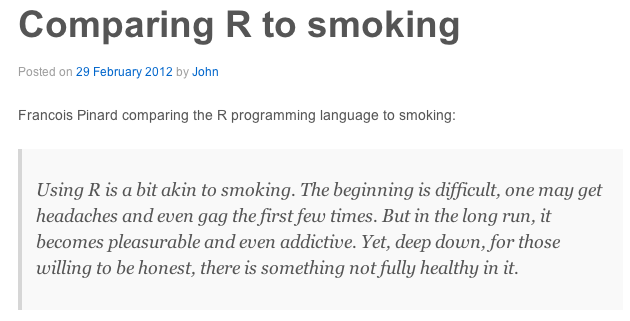 Comparing R to smoking
Posted on 29 February 2012 by John
Francois Pinard comparing the R programming language to smoking:
Using R is a bit akin to smoking. The beginning is difficult, one may get
headaches and even gag the first few times. But in the long run, it
becomes pleasurable and even addictive. Yet, deep down, for those
willing to be honest, there is something not fully healthy in it.